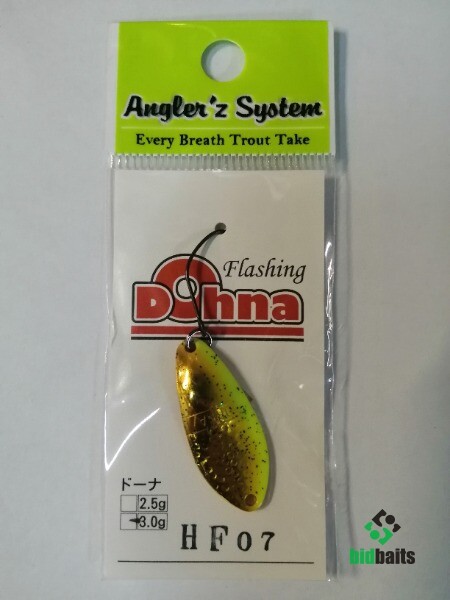 Angler'z System
Every Breath Trout Take
Flashing
Dohna
ドーナ
2.5g
3.0g
HF07
bidbaits